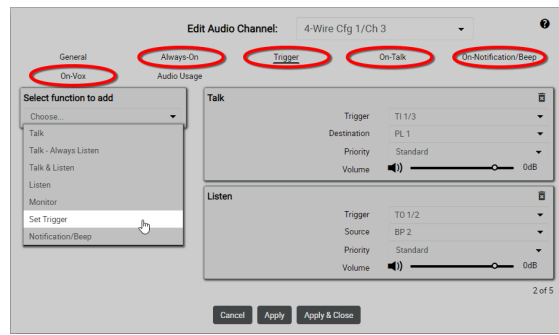 Edit Audio Channel: 4-Wire Cfg 1/Ch 3 ?
General Always-On Trigger On-Talk On-Notification/Beep
On-Vox Audio Usage
Select function to add
Choose...
Talk
Talk - Always Listen
Talk & Listen
Listen
Monitor
Set Trigger
Notification/Beep
Talk
Trigger TI 1/3
Destination PL 1
Priority Standard
Volume 0dB
Listen
Trigger TO 1/2
Source BP 2
Priority Standard
Volume 0dB
2 of 5
Cancel Apply Apply & Close